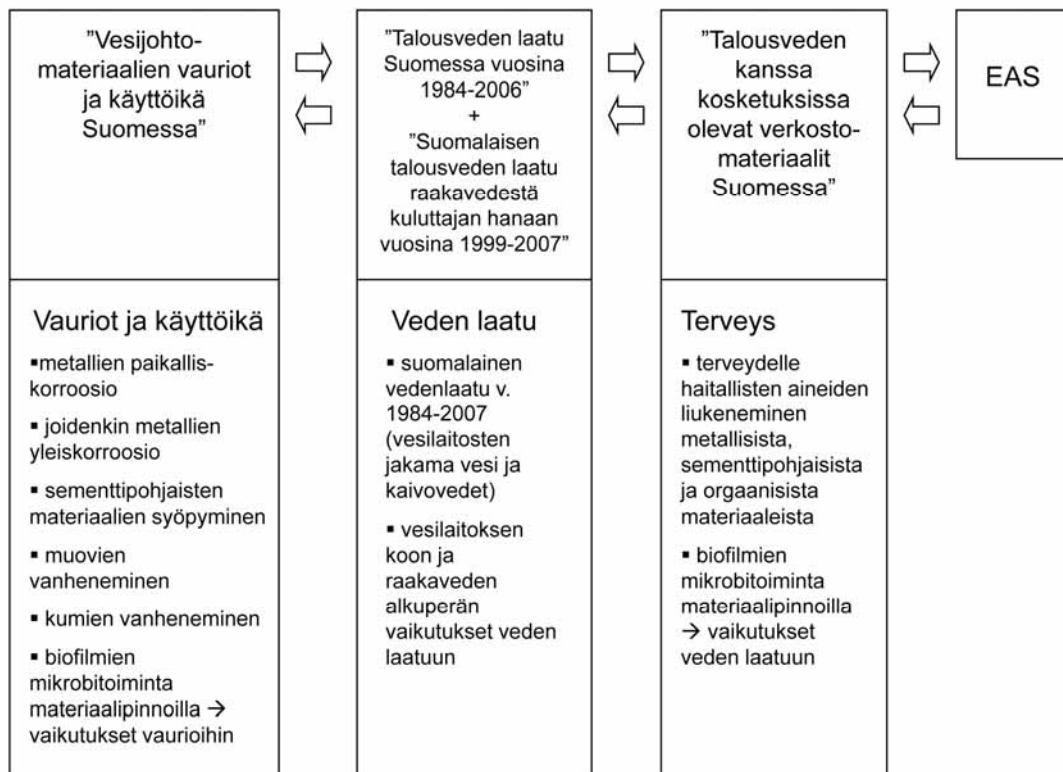 ”Vesijohto-
materiaalien vauriot
ja käyttöikä
Suomessa”
”Talousveden laatu
Suomessa vuosina
1984-2006”
+
”Suomalaisen
talousveden laatu
raakavedestä
kuluttajan hanaan
vuosina 1999-2007”
”Talousveden
kanssa
kosketuksissa
olevat verkosto-
materiaalit
Suomessa”
EAS
Vauriot ja käyttöikä
▪metallien paikallis-
korroosio
▪ joidenkin metallien
yleiskorroosio
▪ sementtipohjaisten
materiaalien syöpyminen
▪ muovien
vanheneminen
▪ kumien vanheneminen
▪ biofilmien
mikrobitoiminta
materiaalipinnoilla →
vaikutukset vaurioihin
Veden laatu
▪ suomalainen
vedenlaatu v.
1984-2007
(vesilaitosten
jakama vesi ja
kaivovedet)
▪ vesilaitoksen
koon ja
raakaveden
alkuperän
vaikutukset veden
laatuun
Terveys
▪ terveydelle
haitallisten aineiden
liukeneminen
metallisista,
sementtipohjaisista
ja orgaanisista
materiaaleista
▪ biofilmien
mikrobitoiminta
materiaalipinnoilla
→ vaikutukset
veden laatuun